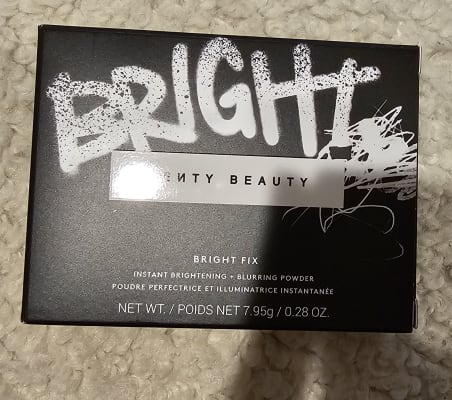 BRIGHT
FENTY BEAUTY
BRIGHT FIX
INSTANT BRIGHTENING + BLURRING POWDER
POUDRE PERFECTRICE ET ILLUMINATRICE INSTANTANÉE
NET WT. / POIDS NET 7.95g / 0.28 OZ.